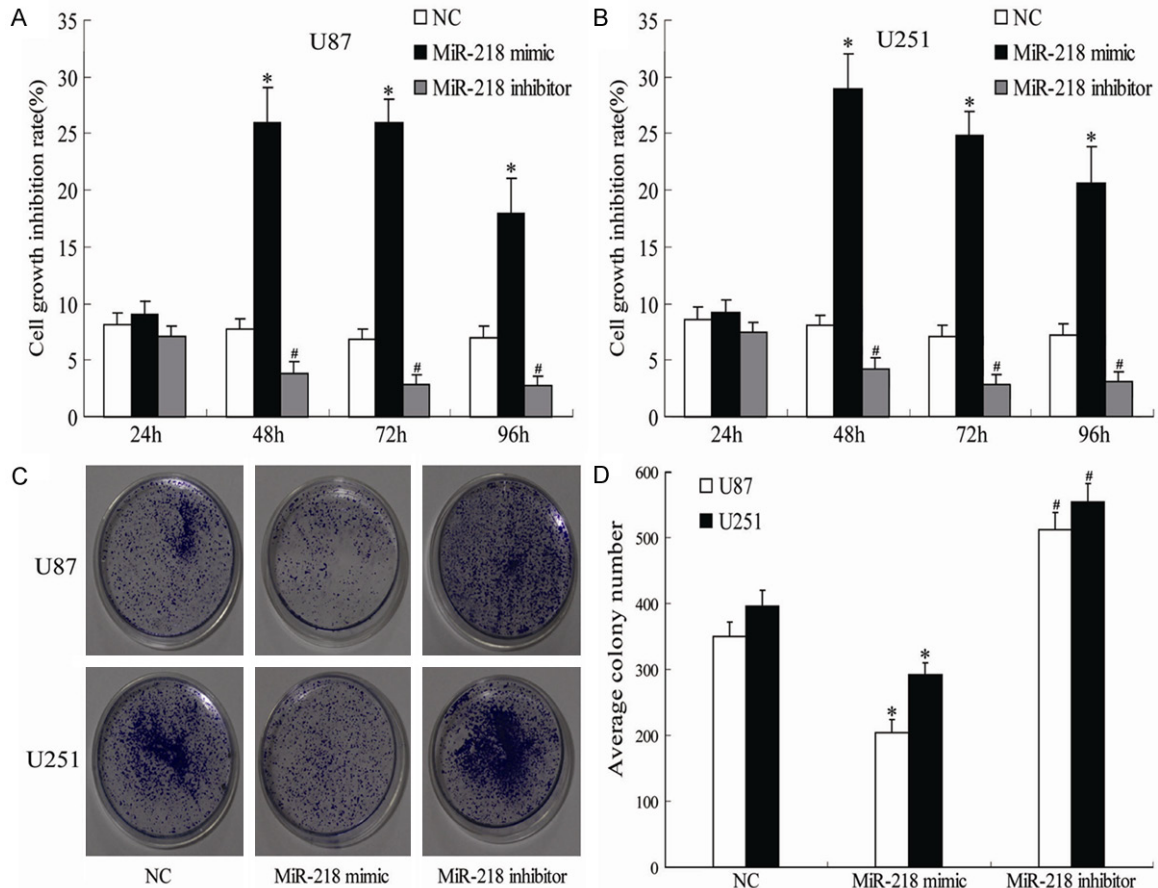 A
U87
NC
MiR-218 mimic
MiR-218 inhibitor
Cell growth inhibition rate(%)
35
30
25
20
15
10
5
0
*
*
*
#
#
#
24h
48h
72h
96h
B
U251
NC
MiR-218 mimic
MiR-218 inhibitor
Cell growth inhibition rate(%)
35
30
25
20
15
10
5
0
*
*
*
#
#
#
24h
48h
72h
96h
C
U87
U251
NC
MiR-218 mimic
MiR-218 inhibitor
D
U87
U251
Average colony number
600
500
400
300
200
100
0
*
*
#
#
NC
MiR-218 mimic
MiR-218 inhibitor